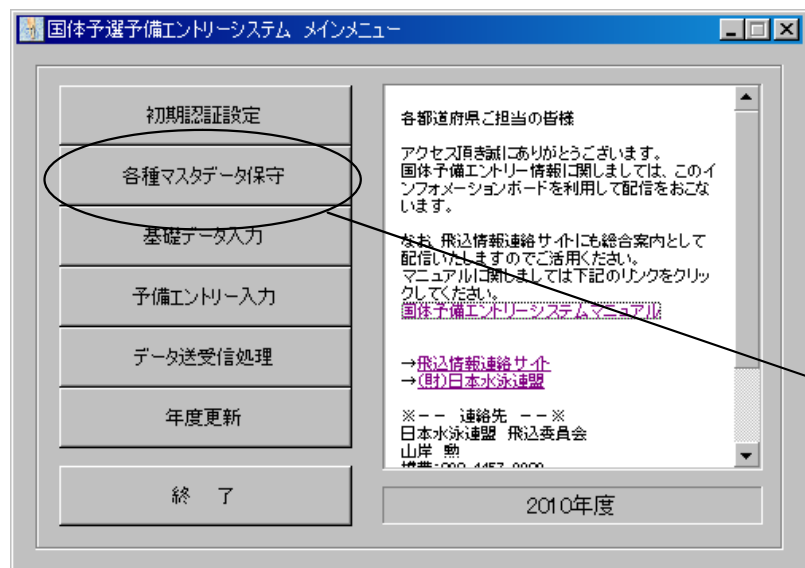 国体予選予備エントリーシステム メインメニュー
初期認証設定
各種マスタデータ保守
基礎データ入力
予備エントリー入力
データ送受信処理
年度更新
終 了
各都道府県ご担当の皆様
アクセス頂き誠にありがとうございます。
国体予備エントリー情報に関しましては、このイ
ンフォメーションボードを利用して配信をおこな
います。
なお、飛込情報連絡サイトにも総合案内として
配信いたしますのでご活用ください。
マニュアルに関しましては下記のリンクをクリッ
クしてください。
国体予備エントリーシステムマニュアル
→飛込情報連絡サイト
→(財)日本水泳連盟
※−− 連絡先 −−※
日本水泳連盟 飛込委員会
山岸 勲
2010年度